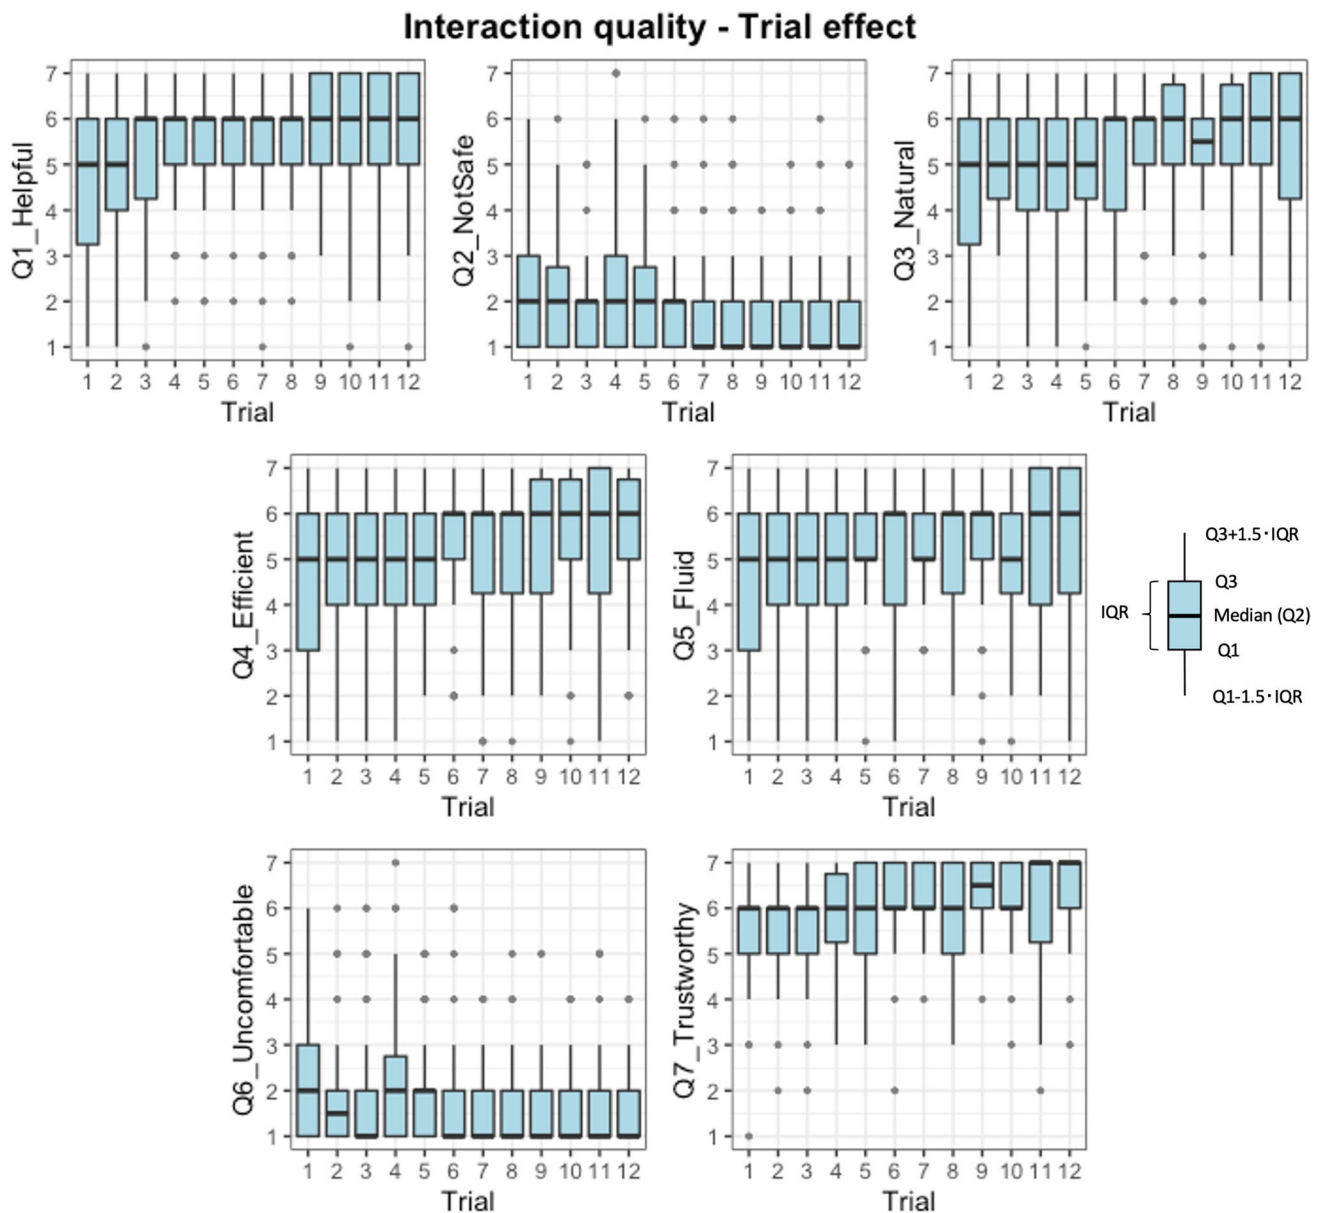 Interaction quality - Trial effect
Q1_Helpful
7
6
5
4
3
2
1
1 2 3 4 5 6 7 8 9 10 11 12
Trial
Q2_NotSafe
7
6
5
4
3
2
1
1 2 3 4 5 6 7 8 9 10 11 12
Trial
Q3_Natural
7
6
5
4
3
2
1
1 2 3 4 5 6 7 8 9 10 11 12
Trial
Q4_Efficient
7
6
5
4
3
2
1
1 2 3 4 5 6 7 8 9 10 11 12
Trial
Q5_Fluid
7
6
5
4
3
2
1
1 2 3 4 5 6 7 8 9 10 11 12
Trial
Q3+1.5·IQR
Q3
IQR
Median (Q2)
Q1
Q1-1.5·IQR
Q6_Uncomfortable
7
6
5
4
3
2
1
1 2 3 4 5 6 7 8 9 10 11 12
Trial
Q7_Trustworthy
7
6
5
4
3
2
1
1 2 3 4 5 6 7 8 9 10 11 12
Trial